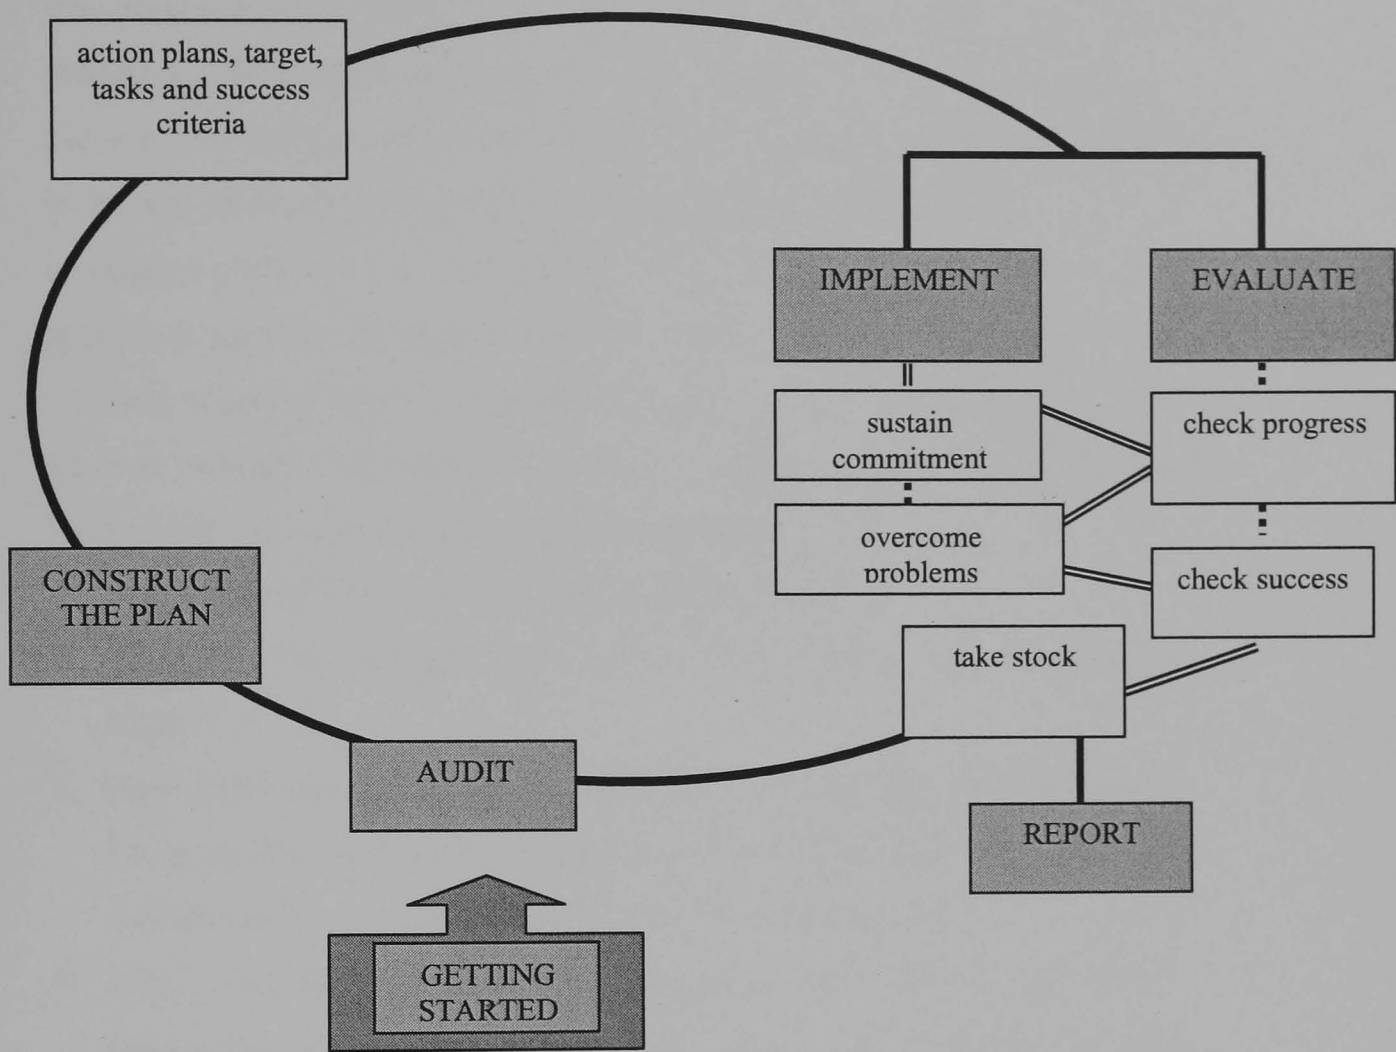 action plans, target,
tasks and success
criteria
IMPLEMENT
EVALUATE
sustain
commitment
check progress
overcome
problems
check success
CONSTRUCT
THE PLAN
take stock
AUDIT
REPORT
GETTING
STARTED